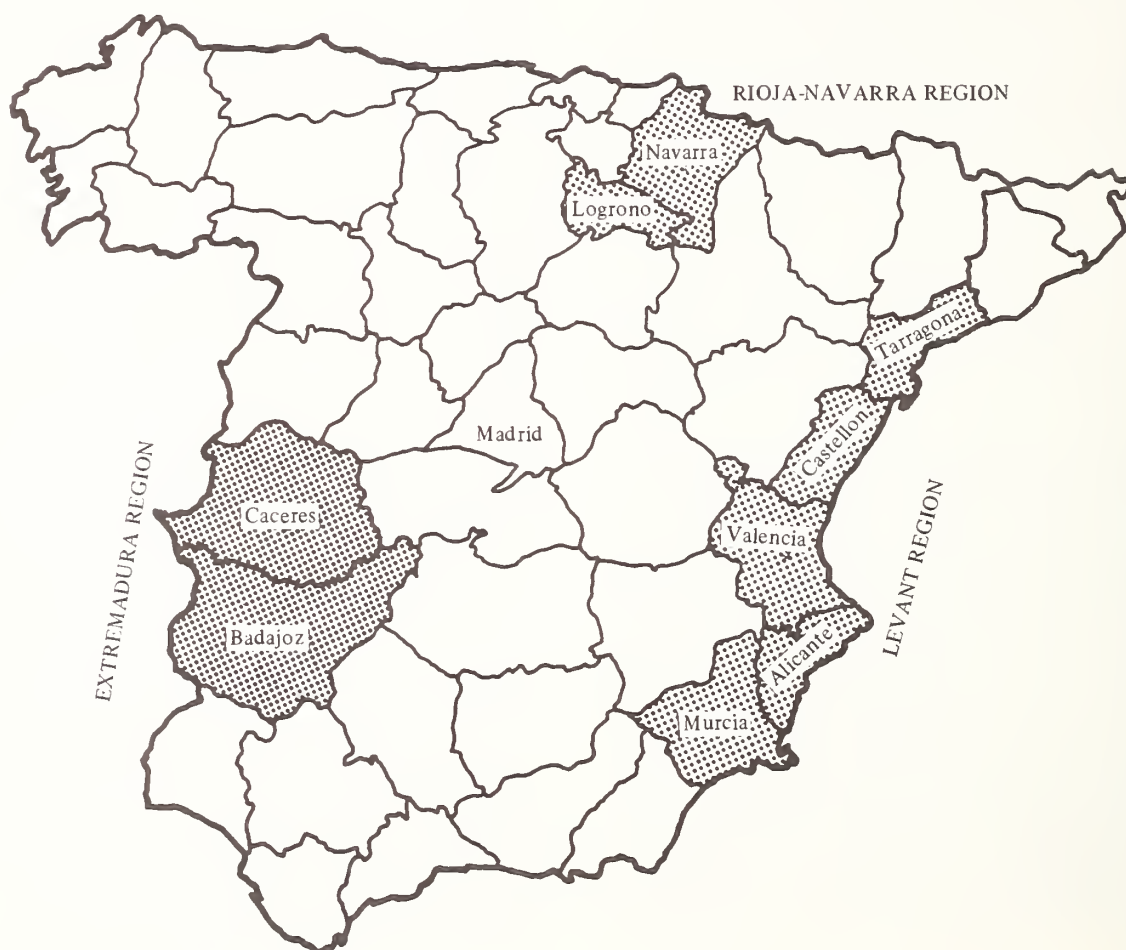 RIOJA-NAVARRA REGION
Navarra
Logrono
Tarragona
Castellon
Madrid
EXTREMADURA REGION
Caceres
Valencia
LEVANT REGION
Badajoz
Alicante
Murcia